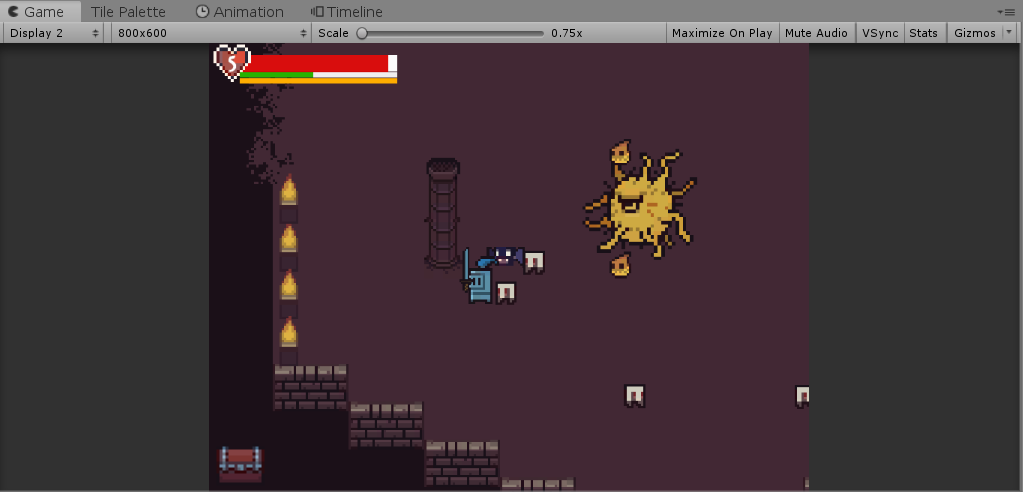 Game Tile Palette Animation Timeline
Display 2 800x600 Scale 0.75x Maximize On Play Mute Audio VSync Stats Gizmos
5